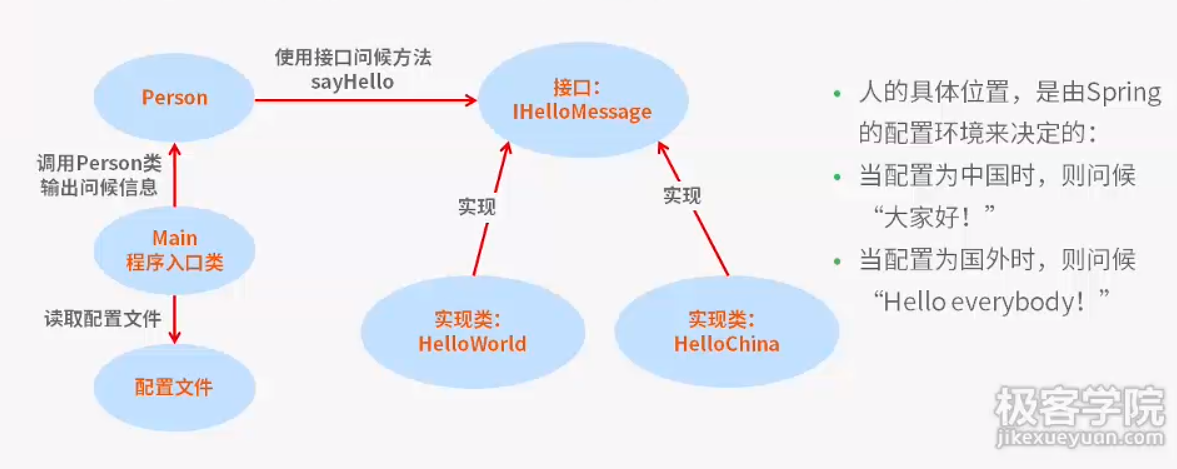 使用接口问候方法
sayHello
Person
接口：
IHelloMessage
调用Person类
输出问候信息
实现
实现
Main
程序入口类
读取配置文件
实现类：
HelloWorld
实现类：
HelloChina
配置文件
• 人的具体位置，是由Spring
的配置环境来决定的：
• 当配置为中国时，则问候
“大家好！”
• 当配置为国外时，则问候
“Hello everybody！”
极客学院
jikexueyuan.com